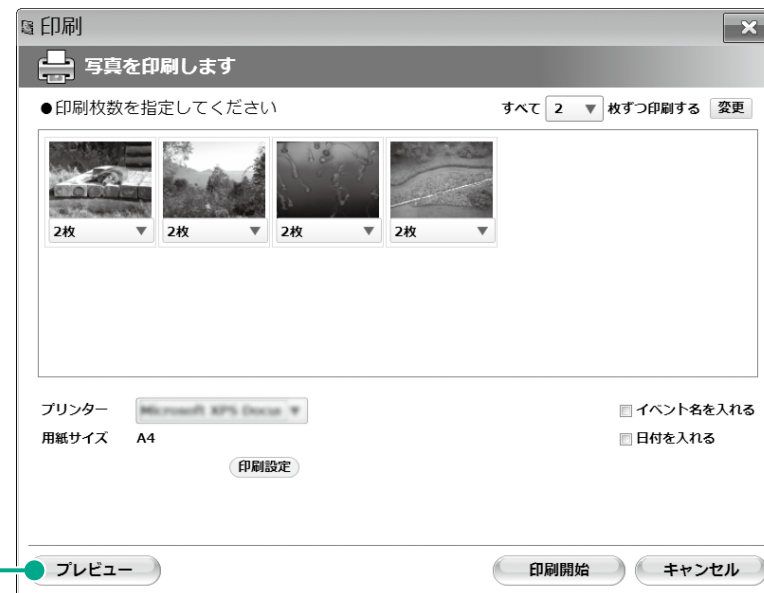 印刷
写真を印刷します
●印刷枚数を指定してください すべて 2 ▼ 枚ずつ印刷する 変更
2枚 ▼ 2枚 ▼ 2枚 ▼ 2枚 ▼
プリンター
イベント名を入れる
用紙サイズ A4
日付を入れる
印刷設定
プレビュー 印刷開始 キャンセル